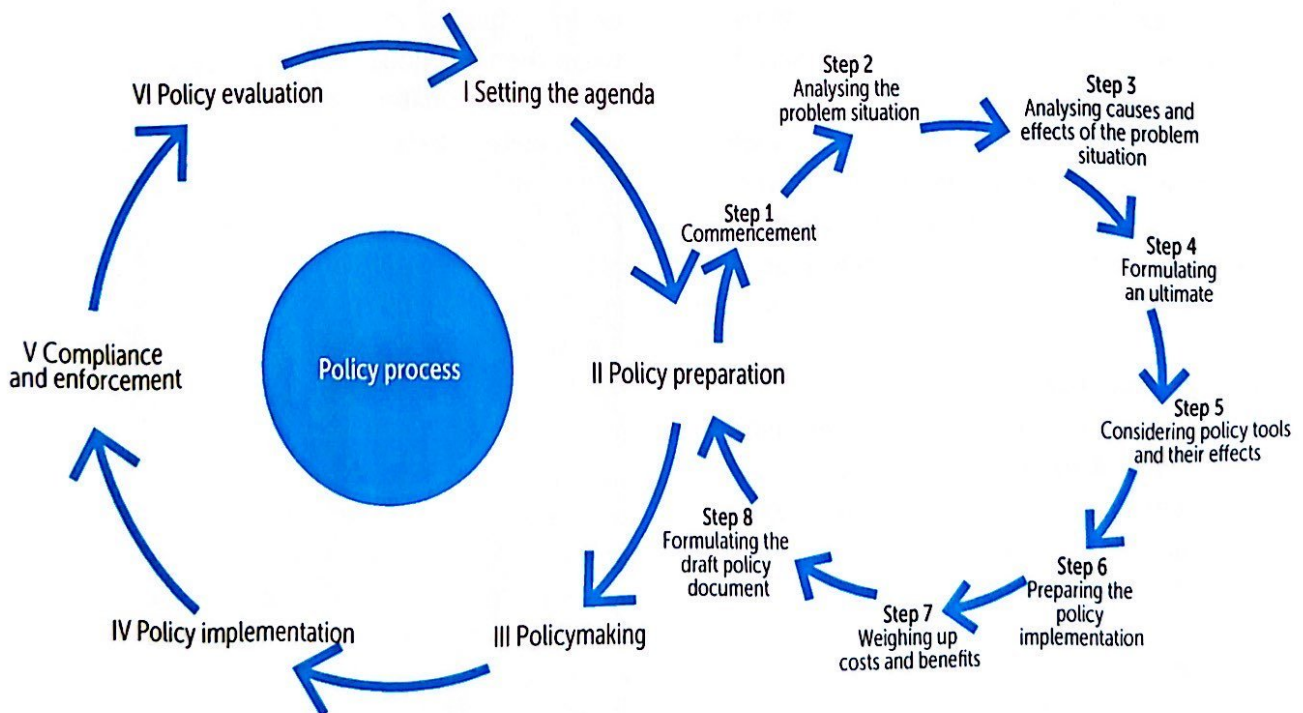 VI Policy evaluation
I Setting the agenda
Step 2
Analysing the
problem situation
Step 3
Analysing causes and
effects of the problem
situation
Step 1
Commencement
Step 4
Formulating
an ultimate
V Compliance
and enforcement
Policy process
II Policy preparation
Step 5
Considering policy tools
and their effects
Step 8
Formulating the
draft policy
document
Step 6
Preparing the
policy
implementation
Step 7
Weighing up
costs and benefits
IV Policy implementation
III Policymaking